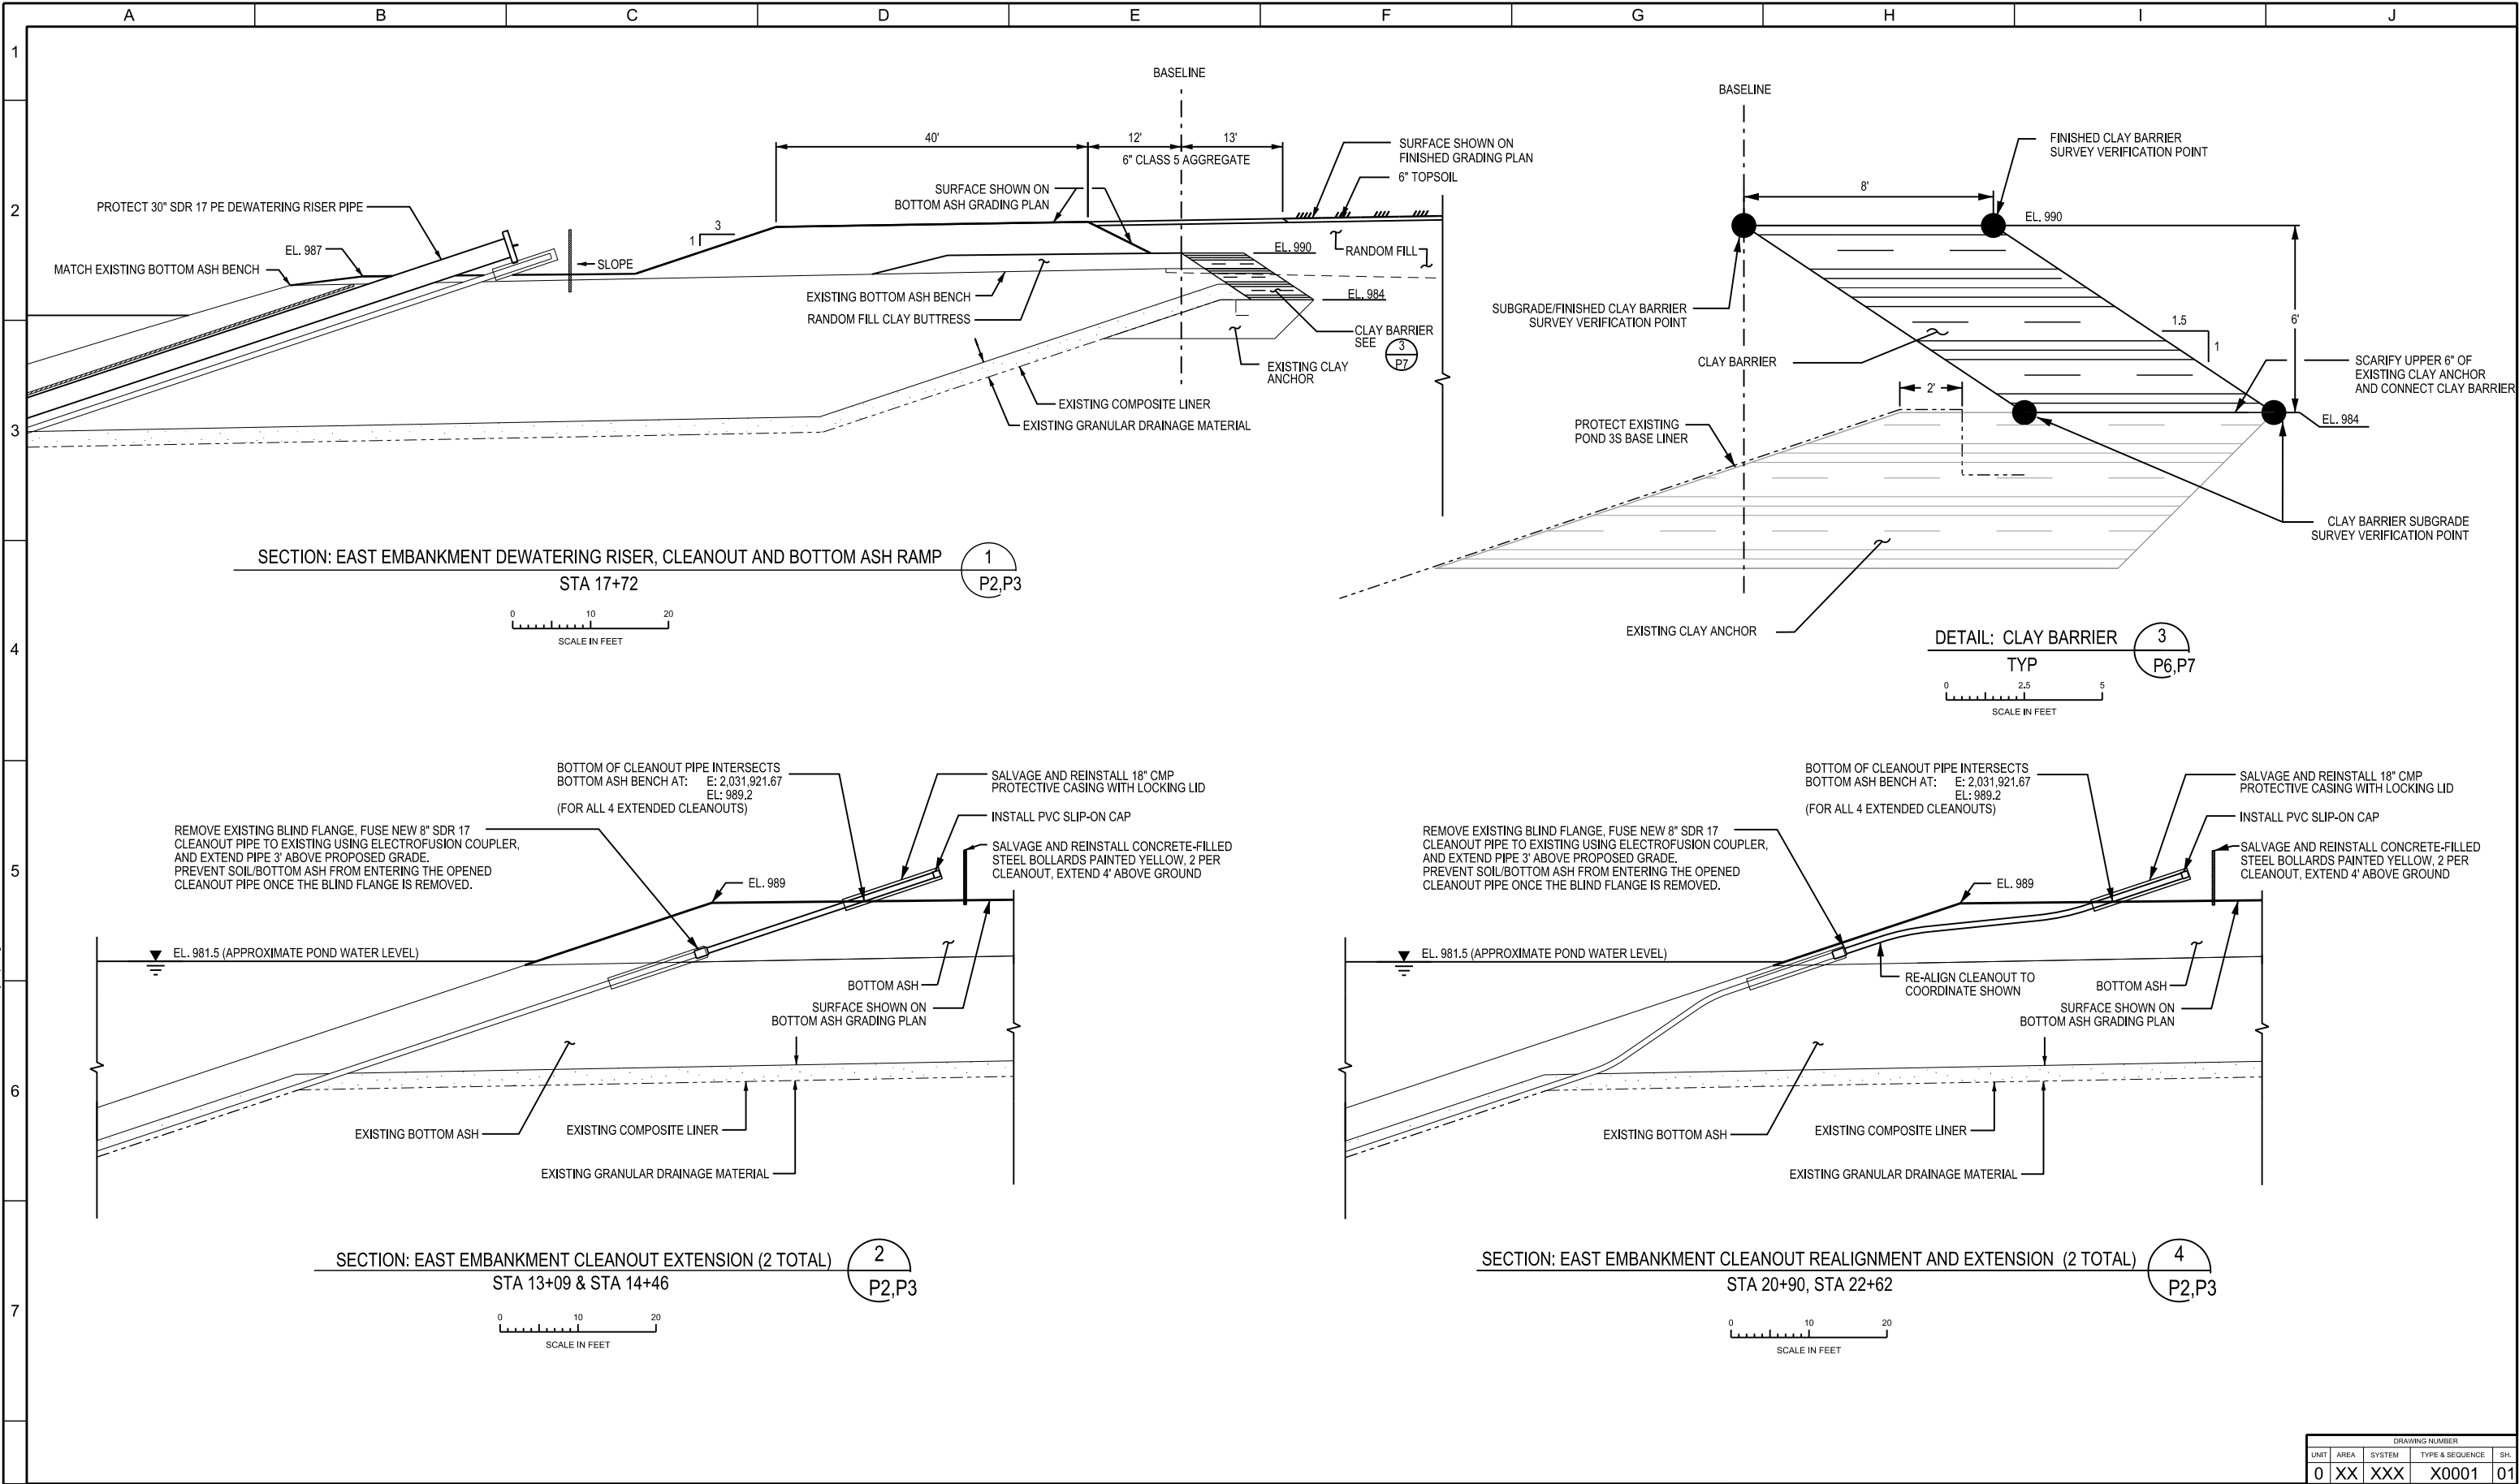 A B C D E F G H I J
1
2
3
4
5
6
7
BASELINE
40'
12'
13'
6" CLASS 5 AGGREGATE
SURFACE SHOWN ON
FINISHED GRADING PLAN
6" TOPSOIL
SURFACE SHOWN ON
BOTTOM ASH GRADING PLAN
PROTECT 30" SDR 17 PE DEWATERING RISER PIPE
EL. 987
MATCH EXISTING BOTTOM ASH BENCH
3
1
SLOPE
EL. 990
RANDOM FILL
EXISTING BOTTOM ASH BENCH
EL. 984
RANDOM FILL CLAY BUTTRESS
CLAY BARRIER
SEE
3
P7
EXISTING CLAY
ANCHOR
EXISTING COMPOSITE LINER
EXISTING GRANULAR DRAINAGE MATERIAL
SECTION: EAST EMBANKMENT DEWATERING RISER, CLEANOUT AND BOTTOM ASH RAMP
STA 17+72
1
P2,P3
0 10 20
SCALE IN FEET
BASELINE
FINISHED CLAY BARRIER
SURVEY VERIFICATION POINT
8'
EL. 990
SUBGRADE/FINISHED CLAY BARRIER
SURVEY VERIFICATION POINT
1.5
1
6'
CLAY BARRIER
SCARIFY UPPER 6" OF
EXISTING CLAY ANCHOR
AND CONNECT CLAY BARRIER
2'
EL. 984
PROTECT EXISTING
POND 3S BASE LINER
CLAY BARRIER SUBGRADE
SURVEY VERIFICATION POINT
EXISTING CLAY ANCHOR
DETAIL: CLAY BARRIER
TYP
3
P6,P7
0 2.5 5
SCALE IN FEET
BOTTOM OF CLEANOUT PIPE INTERSECTS
BOTTOM ASH BENCH AT: E: 2,031,921.67
EL: 989.2
(FOR ALL 4 EXTENDED CLEANOUTS)
SALVAGE AND REINSTALL 18" CMP
PROTECTIVE CASING WITH LOCKING LID
INSTALL PVC SLIP-ON CAP
REMOVE EXISTING BLIND FLANGE, FUSE NEW 8" SDR 17
CLEANOUT PIPE TO EXISTING USING ELECTROFUSION COUPLER,
AND EXTEND PIPE 3' ABOVE PROPOSED GRADE.
PREVENT SOIL/BOTTOM ASH FROM ENTERING THE OPENED
CLEANOUT PIPE ONCE THE BLIND FLANGE IS REMOVED.
SALVAGE AND REINSTALL CONCRETE-FILLED
STEEL BOLLARDS PAINTED YELLOW, 2 PER
CLEANOUT, EXTEND 4' ABOVE GROUND
EL. 989
EL. 981.5 (APPROXIMATE POND WATER LEVEL)
BOTTOM ASH
SURFACE SHOWN ON
BOTTOM ASH GRADING PLAN
EXISTING BOTTOM ASH
EXISTING COMPOSITE LINER
EXISTING GRANULAR DRAINAGE MATERIAL
SECTION: EAST EMBANKMENT CLEANOUT EXTENSION (2 TOTAL)
STA 13+09 & STA 14+46
2
P2,P3
0 10 20
SCALE IN FEET
BOTTOM OF CLEANOUT PIPE INTERSECTS
BOTTOM ASH BENCH AT: E: 2,031,921.67
EL: 989.2
(FOR ALL 4 EXTENDED CLEANOUTS)
SALVAGE AND REINSTALL 18" CMP
PROTECTIVE CASING WITH LOCKING LID
INSTALL PVC SLIP-ON CAP
REMOVE EXISTING BLIND FLANGE, FUSE NEW 8" SDR 17
CLEANOUT PIPE TO EXISTING USING ELECTROFUSION COUPLER,
AND EXTEND PIPE 3' ABOVE PROPOSED GRADE.
PREVENT SOIL/BOTTOM ASH FROM ENTERING THE OPENED
CLEANOUT PIPE ONCE THE BLIND FLANGE IS REMOVED.
SALVAGE AND REINSTALL CONCRETE-FILLED
STEEL BOLLARDS PAINTED YELLOW, 2 PER
CLEANOUT, EXTEND 4' ABOVE GROUND
EL. 989
EL. 981.5 (APPROXIMATE POND WATER LEVEL)
RE-ALIGN CLEANOUT TO
COORDINATE SHOWN
BOTTOM ASH
SURFACE SHOWN ON
BOTTOM ASH GRADING PLAN
EXISTING BOTTOM ASH
EXISTING COMPOSITE LINER
EXISTING GRANULAR DRAINAGE MATERIAL
SECTION: EAST EMBANKMENT CLEANOUT REALIGNMENT AND EXTENSION (2 TOTAL)
STA 20+90, STA 22+62
4
P2,P3
0 10 20
SCALE IN FEET
DRAWING NUMBER
UNIT AREA SYSTEM TYPE & SEQUENCE SH.
0 XX XXX X0001 01